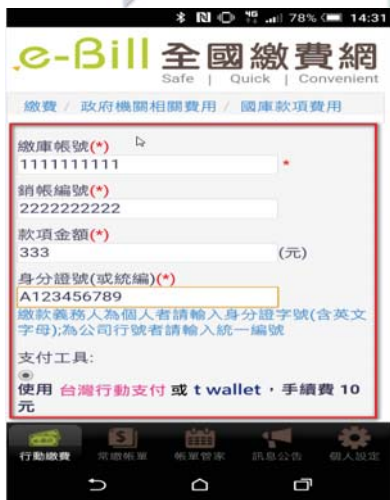 4G 78% 14:31
e-Bill 全國繳費網
Safe | Quick | Convenient
繳費 / 政府機關相關費用 / 國庫款項費用
繳庫帳號(*)
1111111111 *
銷帳編號(*)
2222222222
款項金額(*)
333 (元)
身分證號(或統編)(*)
A123456789
繳款義務人為個人者請輸入身分證字號(含英文
字母);為公司行號者請輸入統一編號
支付工具:
使用 台灣行動支付 或 t wallet，手續費 10
元
行動繳費 常繳帳單 帳單管家 訊息公告 個人設定